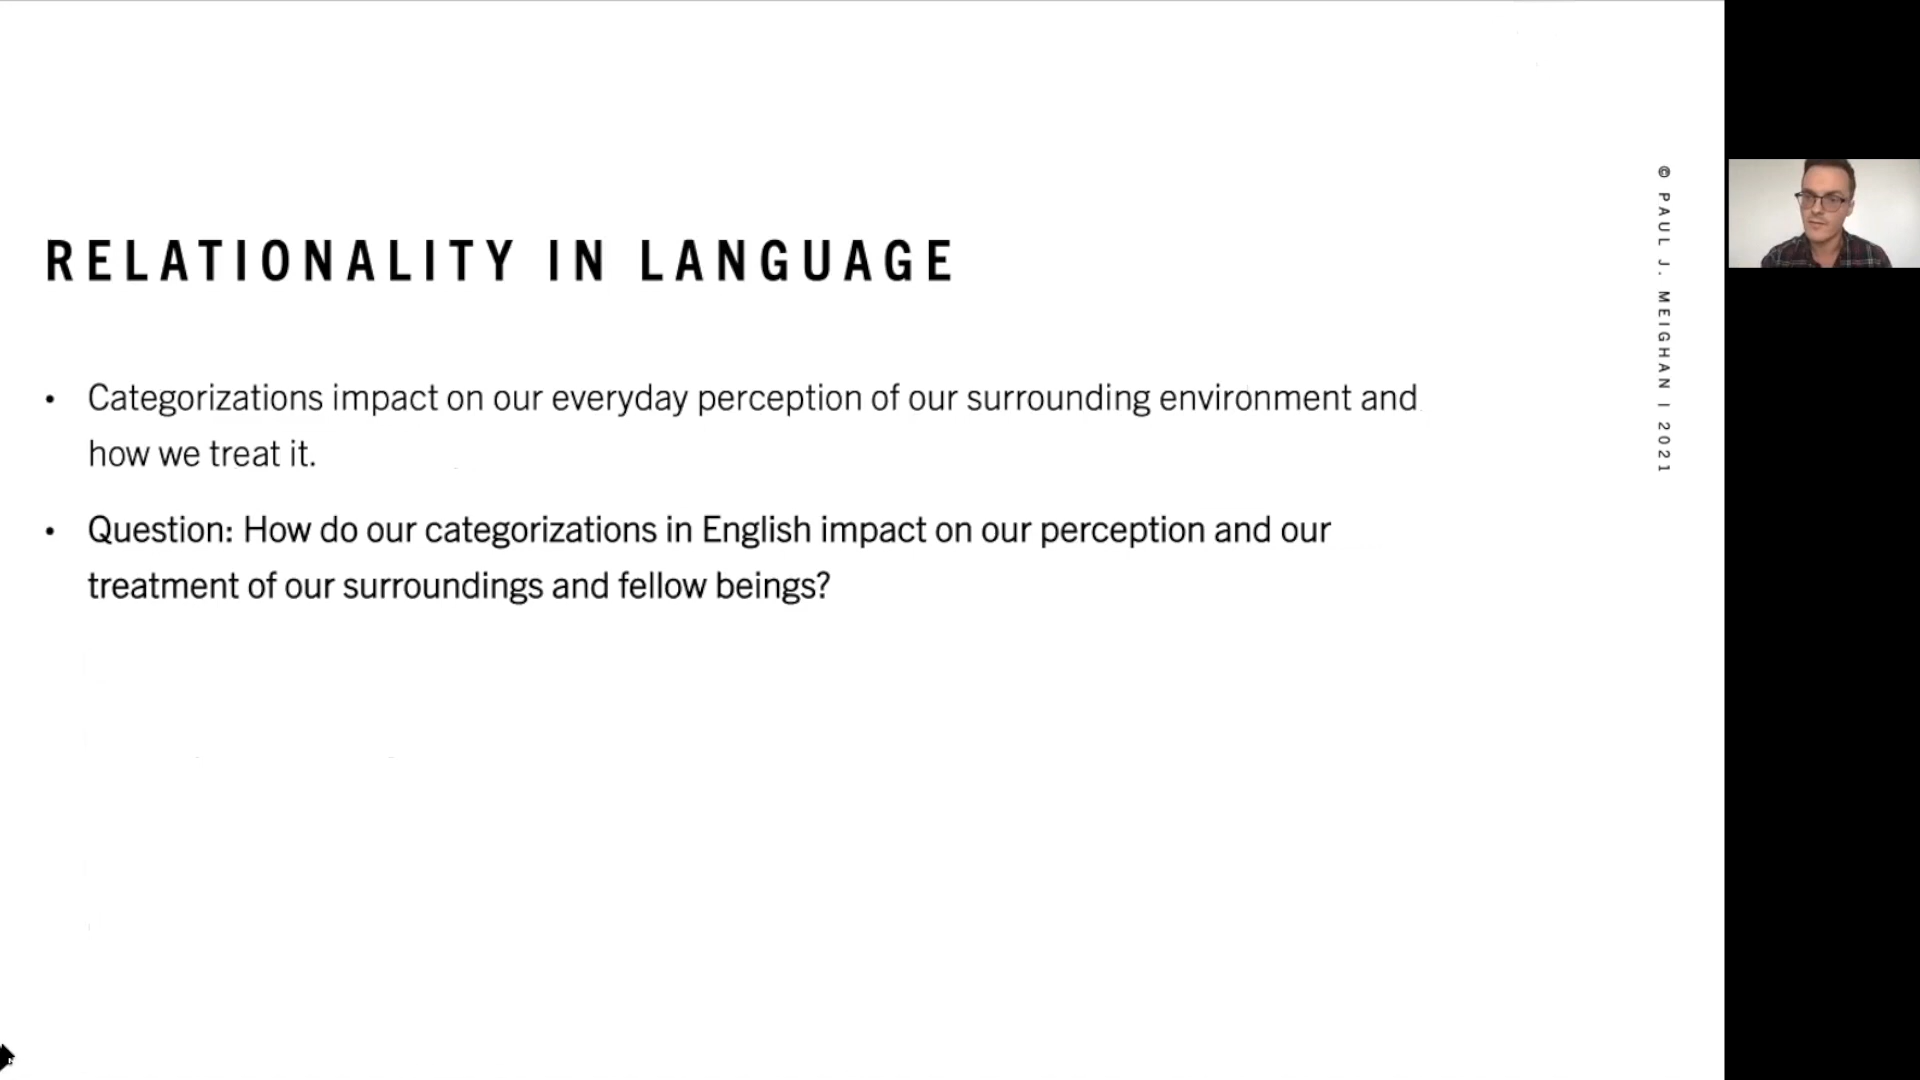 RELATIONALITY IN LANGUAGE
• Categorizations impact on our everyday perception of our surrounding environment and
how we treat it.
• Question: How do our categorizations in English impact on our perception and our
treatment of our surroundings and fellow beings?
© PAUL J. MEIGHAN I 2021